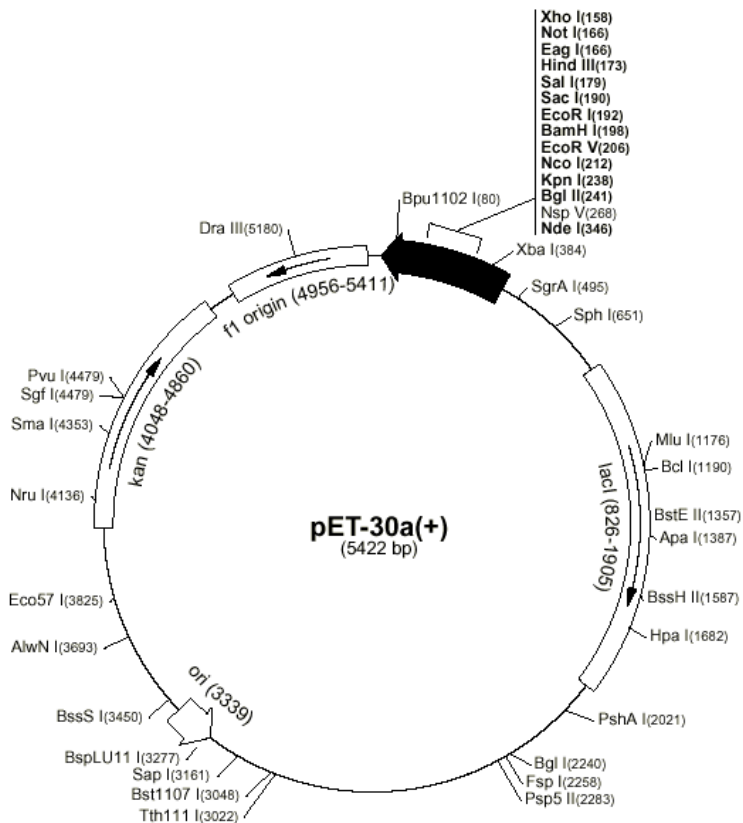 Xho I(158)
Not I(166)
Eag I(166)
Hind III(173)
Sal I(179)
Sac I(190)
EcoR I(192)
BamH I(198)
EcoR V(206)
Nco I(212)
Kpn I(238)
Bgl II(241)
Nsp V(268)
Nde I(346)
Bpu1102 I(80)
Dra III(5180)
Xba I(384)
SgrA I(495)
Sph I(651)
f1 origin (4956-5411)
Pvu I(4479)
Sgf I(4479)
Sma I(4353)
kan (4048-4860)
Nru I(4136)
Mlu I(1176)
Bcl I(1190)
BstE II(1357)
Apa I(1387)
lacI (826-1905)
BssH II(1587)
Hpa I(1682)
pET-30a(+)
(5422 bp)
Eco57 I(3825)
AlwN I(3693)
ori (3339)
BssS I(3450)
PshA I(2021)
BspLU11 I(3277)
Sap I(3161)
Bst1107 I(3048)
Tth111 I(3022)
Bgl I(2240)
Fsp I(2258)
Psp5 II(2283)